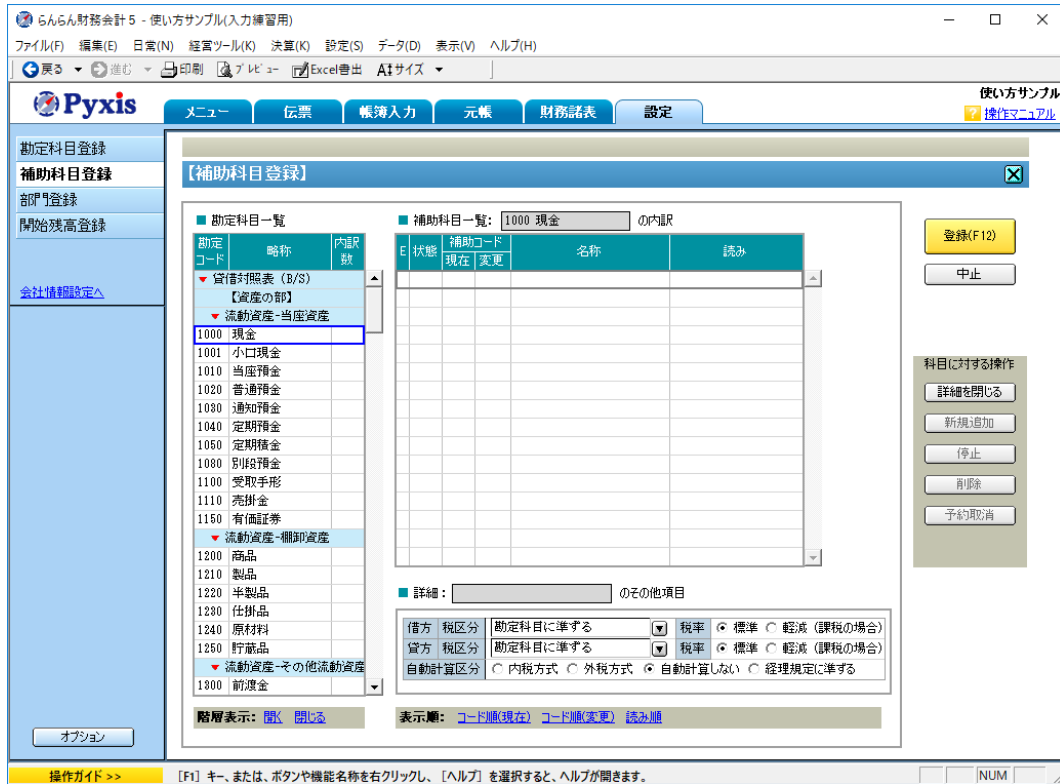 らんらん財務会計5 - 使い方サンプル(入力練習用)
ファイル(F) 編集(E) 日常(N) 経営ツール(K) 決算(K) 設定(S) データ(D) 表示(V) ヘルプ(H)
戻る 進む 印刷 プレビュー Excel書出 サイズ
Pyxis
メニュー 伝票 帳簿入力 元帳 財務諸表 設定
使い方サンプル
? 操作マニュアル
勘定科目登録
補助科目登録
部門登録
開始残高登録
会社情報設定へ
オプション
【補助科目登録】
■ 勘定科目一覧
勘定コード 略称 内訳数
▼ 貸借対照表 (B/S)
【資産の部】
▼ 流動資産-当座資産
1000 現金
1001 小口現金
1010 当座預金
1020 普通預金
1030 通知預金
1040 定期預金
1050 定期積金
1080 別段預金
1100 受取手形
1110 売掛金
1150 有価証券
▼ 流動資産-棚卸資産
1200 商品
1210 製品
1220 半製品
1230 仕掛品
1240 原材料
1250 貯蔵品
▼ 流動資産-その他流動資産
1300 前渡金
階層表示: 開く 閉じる
■ 補助科目一覧: 1000 現金 の内訳
E 状態 補助コード 現在 変更 名称 読み
■ 詳細: のその他項目
借方 税区分 勘定科目に準ずる 税率 標準 軽減 (課税の場合)
貸方 税区分 勘定科目に準ずる 税率 標準 軽減 (課税の場合)
自動計算区分 内税方式 外税方式 自動計算しない 経理規定に準ずる
表示順: コード順(現在) コード順(変更) 読み順
登録(F12)
中止
科目に対する操作
詳細を閉じる
新規追加
停止
削除
予約取消
操作ガイド >> [F1] キー、または、ボタンや機能名称を右クリックし、[ヘルプ] を選択すると、ヘルプが開きます。
NUM